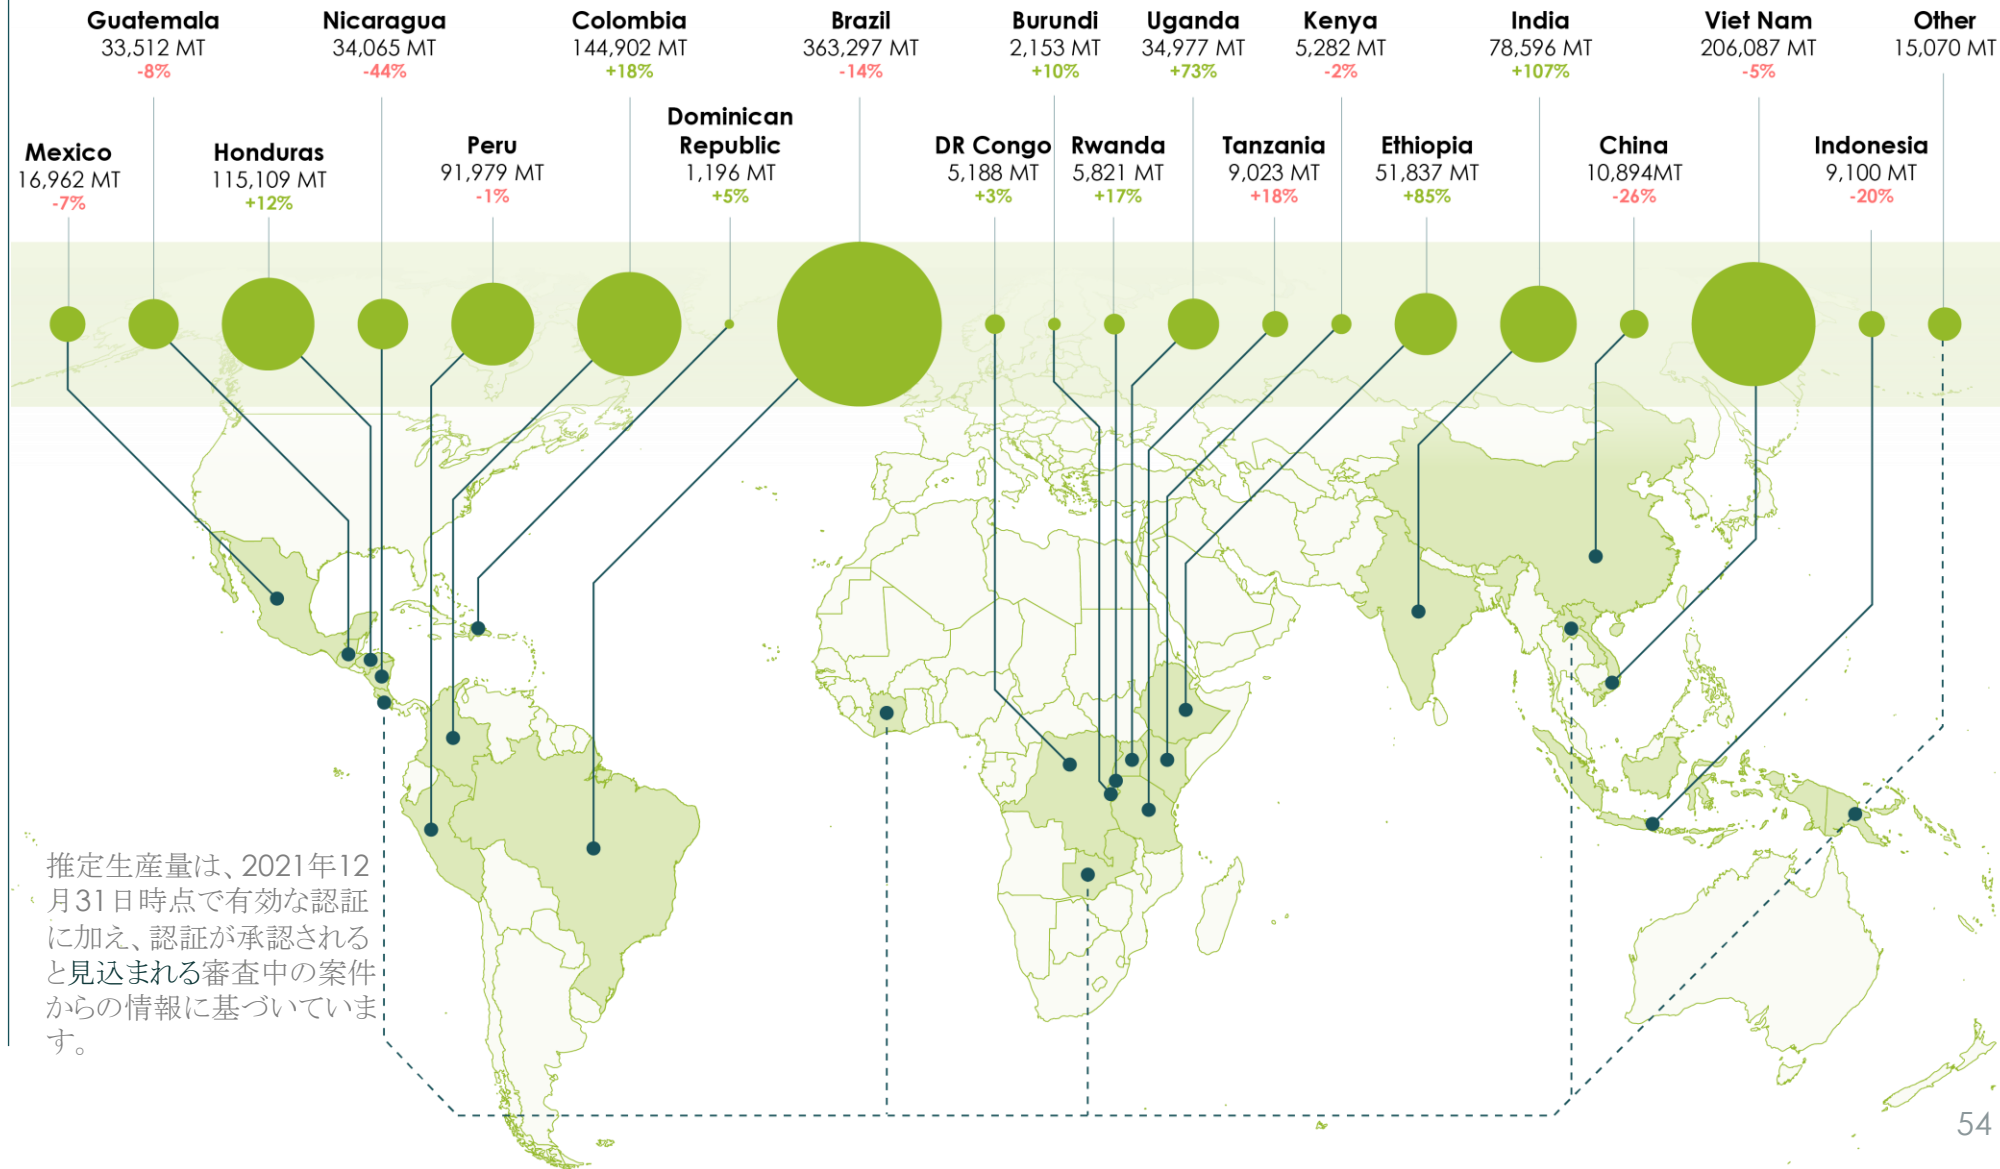 Guatemala
33,512 MT
-8%
Nicaragua
34,065 MT
-44%
Colombia
144,902 MT
+18%
Brazil
363,297 MT
-14%
Burundi
2,153 MT
+10%
Uganda
34,977 MT
+73%
Kenya
5,282 MT
-2%
India
78,596 MT
+107%
Viet Nam
206,087 MT
-5%
Other
15,070 MT
Mexico
16,962 MT
-7%
Honduras
115,109 MT
+12%
Peru
91,979 MT
-1%
Dominican
Republic
1,196 MT
+5%
DR Congo
5,188 MT
+3%
Rwanda
5,821 MT
+17%
Tanzania
9,023 MT
+18%
Ethiopia
51,837 MT
+85%
China
10,894MT
-26%
Indonesia
9,100 MT
-20%
推定生産量は、2021年12
月31日時点で有効な認証
に加え、認証が承認される
と見込まれる審査中の案件
からの情報に基づいていま
す。
54